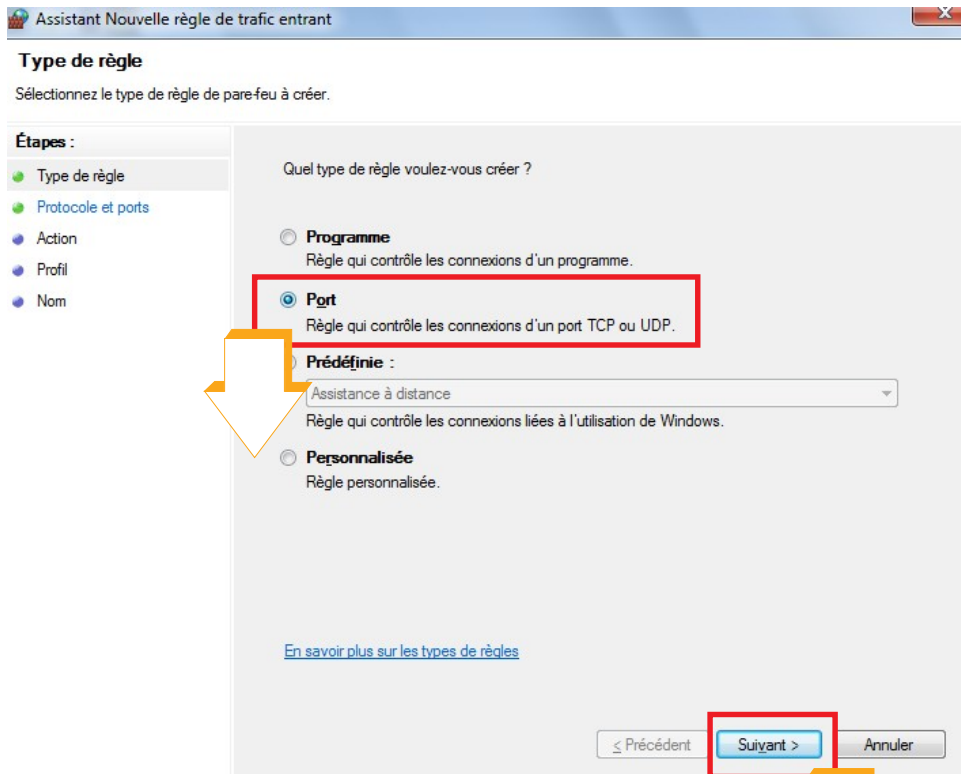 Assistant Nouvelle règle de trafic entrant
Type de règle
Sélectionnez le type de règle de pare-feu à créer.
Étapes :
Type de règle
Protocole et ports
Action
Profil
Nom
Quel type de règle voulez-vous créer ?
Programme
Règle qui contrôle les connexions d'un programme.
Port
Règle qui contrôle les connexions d'un port TCP ou UDP.
Prédéfinie :
Assistance à distance
Règle qui contrôle les connexions liées à l'utilisation de Windows.
Personnalisée
Règle personnalisée.
En savoir plus sur les types de règles
< Précédent
Suivant >
Annuler